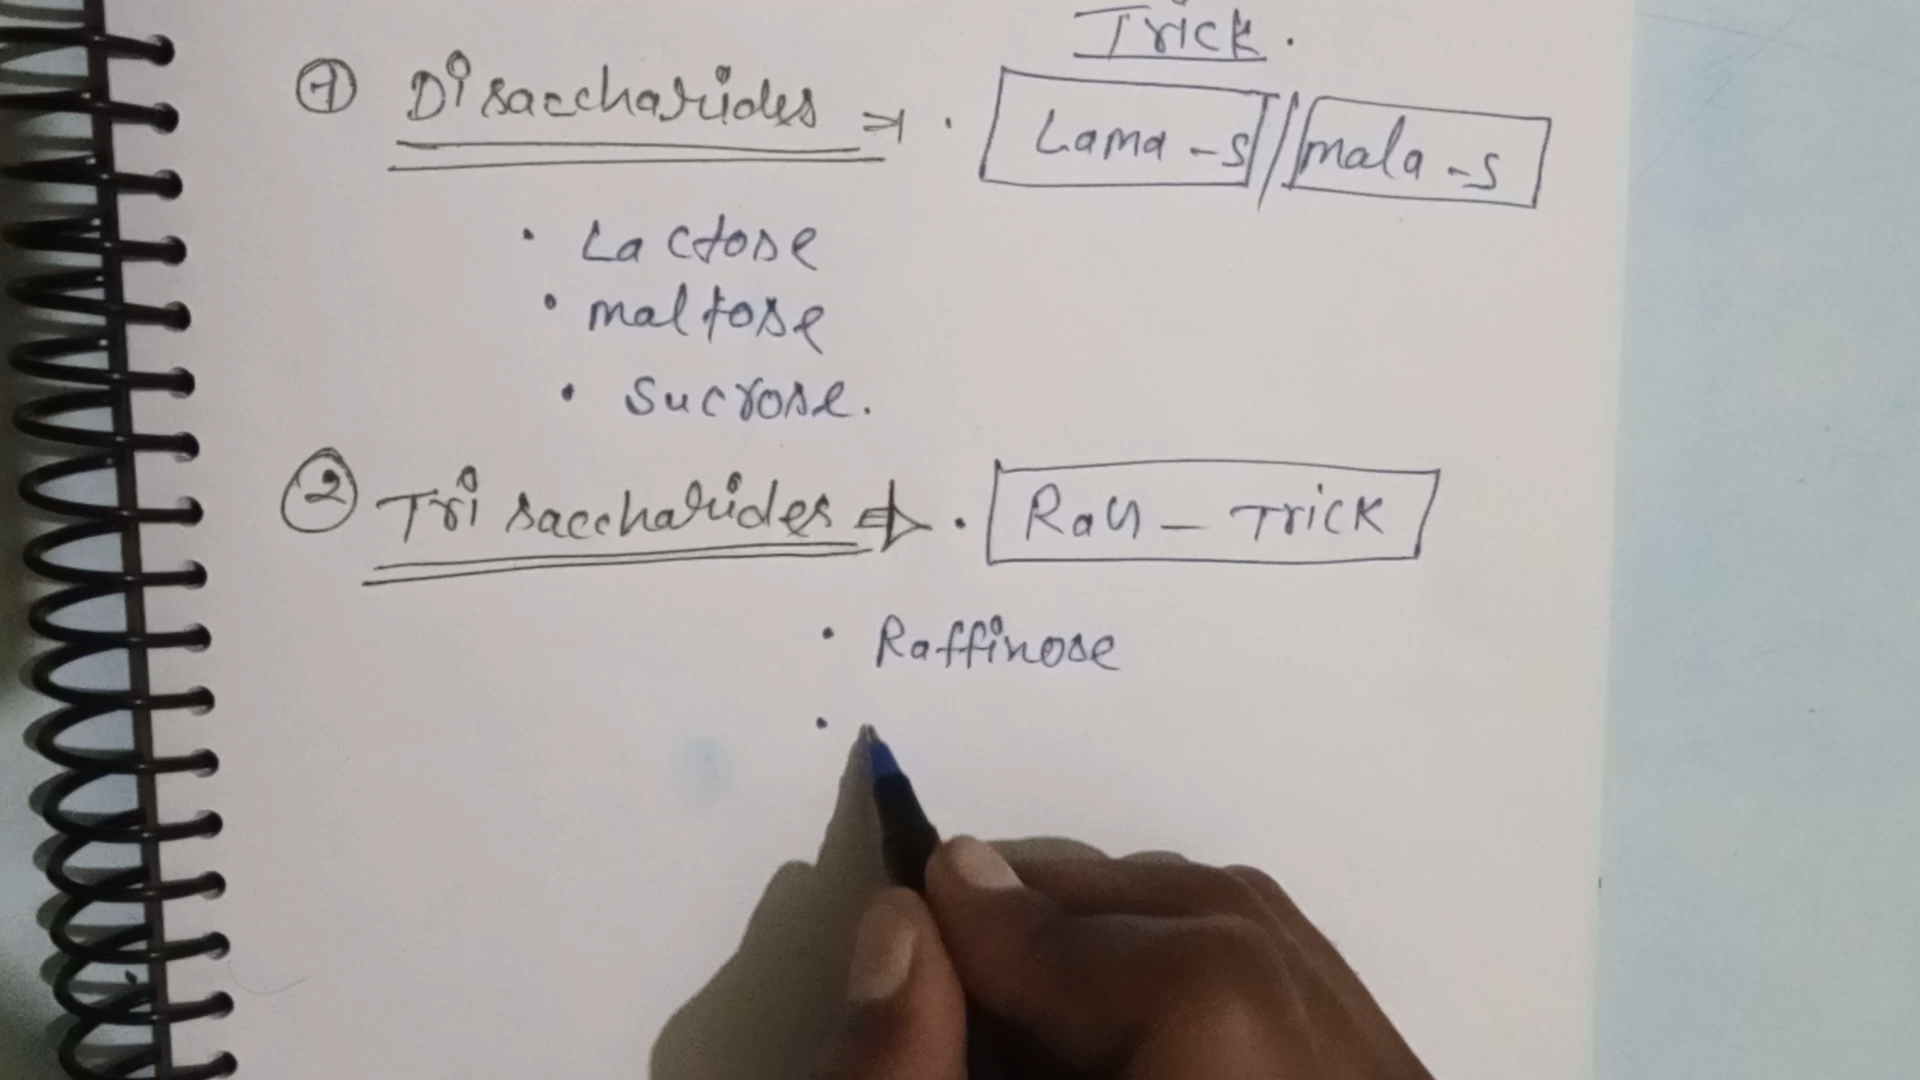 Trick.
① Disaccharides ⇒ · Lama-s // mala-s
· Lactose
· maltose
· Sucrose.
② Trisaccharides ⇒ · Ray - Trick
· Raffinose
·